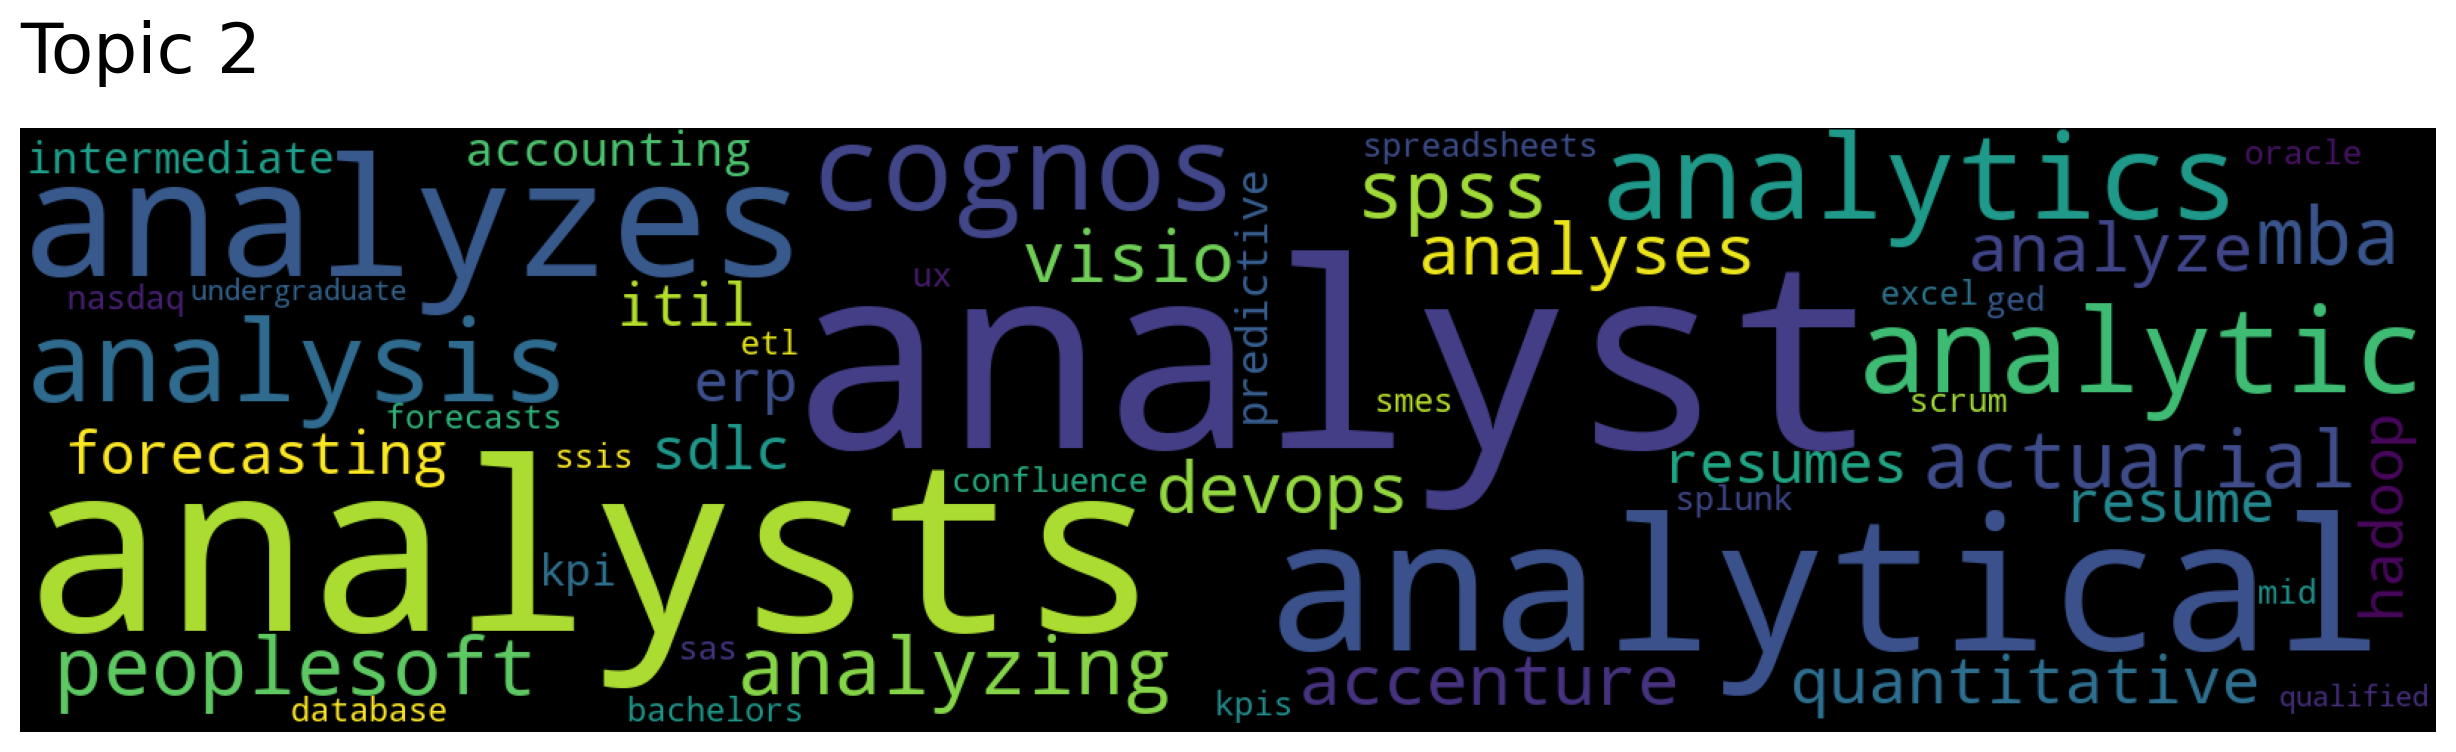 Topic 2
intermediate
accounting
cognos
spreadsheets
analytics
oracle
analyzes
predictive
spss
visio
analyses
analyze
mba
ux
nasdaq
undergraduate
itil
excel
ged
etl
analysis
erp
analyst
analytic
smes
scrum
forecasts
forecasting
ssis
sdlc
resumes
actuarial
hadoop
confluence
devops
splunk
resume
analysts
kpi
analytical
mid
peoplesoft
sas
analyzing
accenture
quantitative
database
bachelors
kpis
qualified